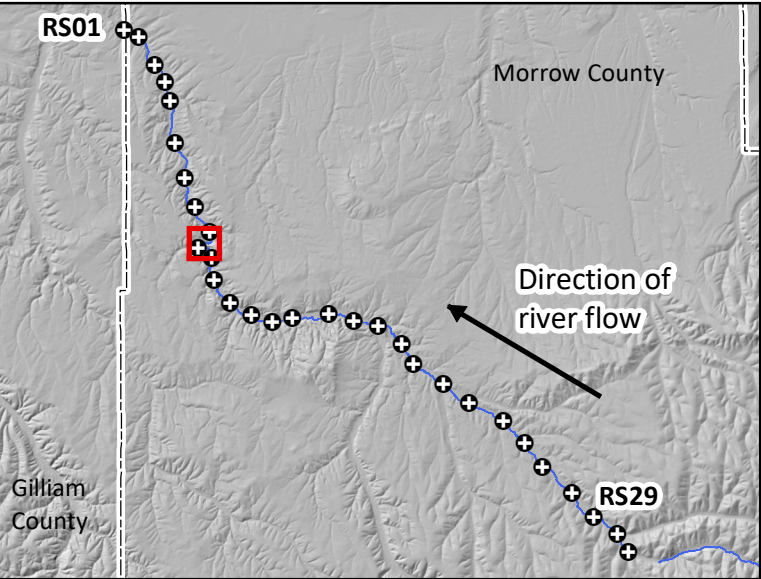 RS01
Morrow County
Direction of
river flow
Gilliam
County
RS29